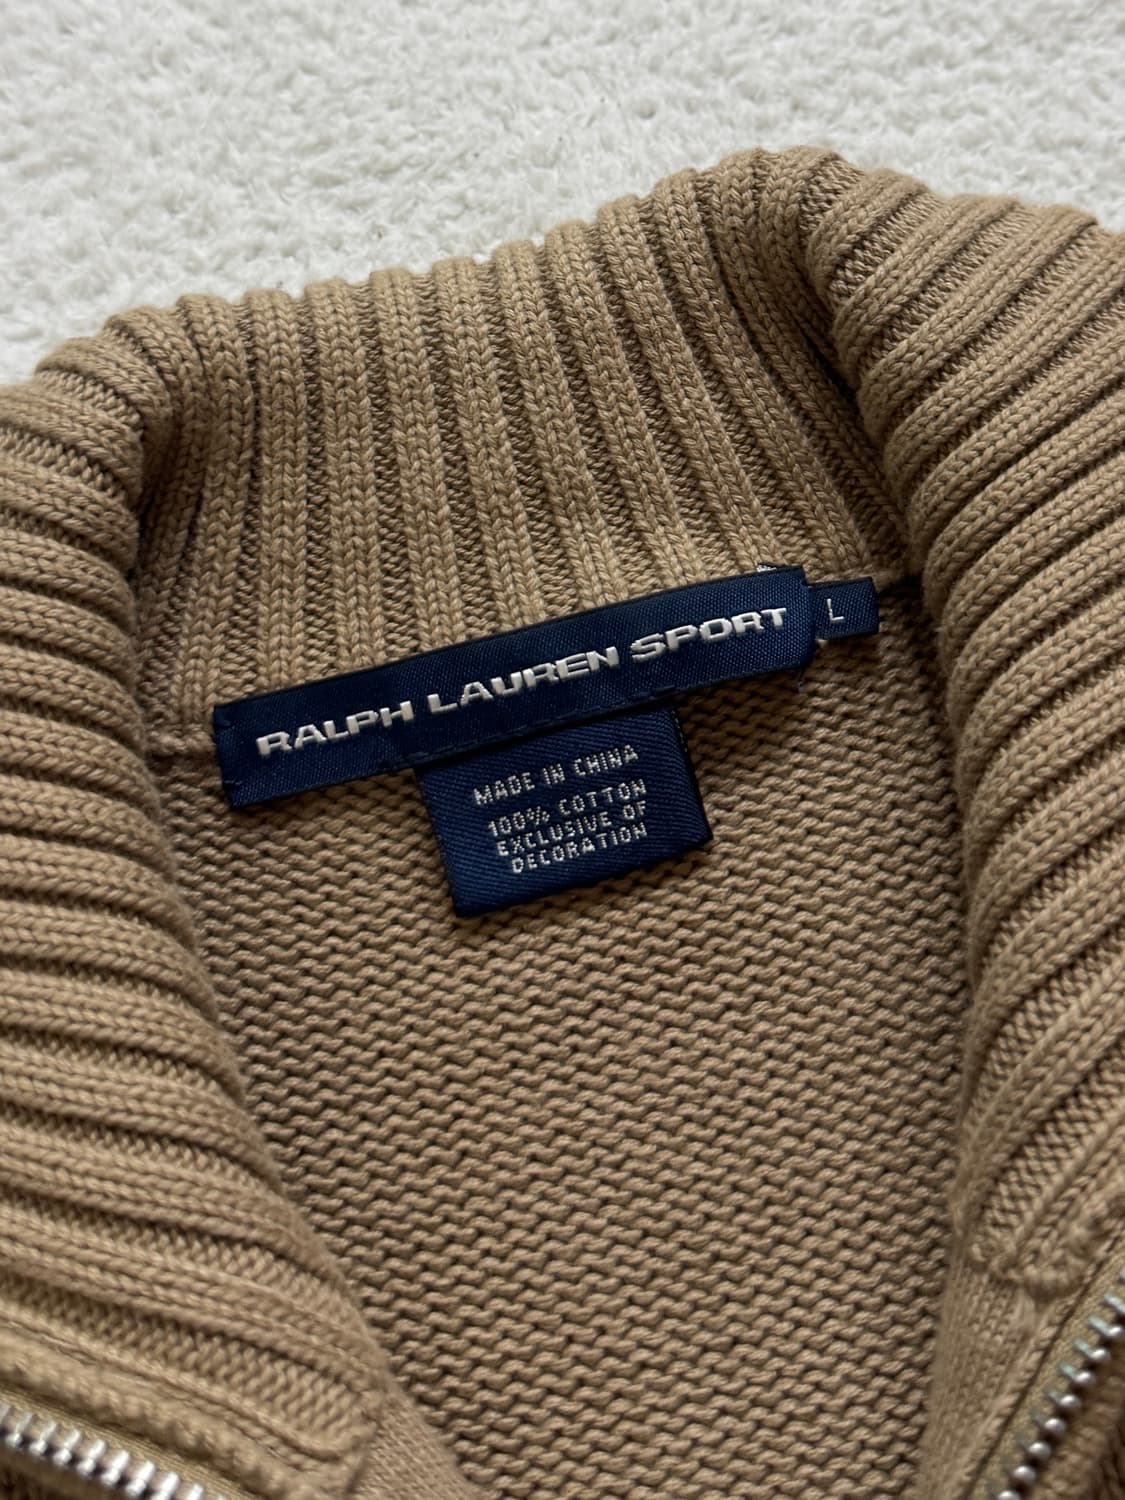 RALPH LAUREN SPORT
L
MADE IN CHINA
100% COTTON
EXCLUSIVE OF
DECORATION